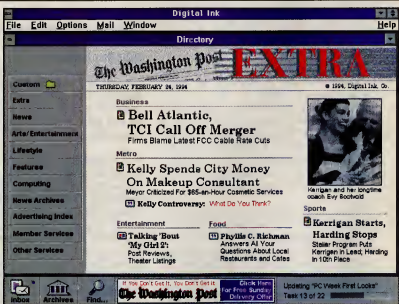 Digital Ink
File Edit Options Mail Window Help
Directory
The Washington Post EXTRA
THURSDAY, FEBRUARY 24, 1994
© 1994, Digital Ink, Co.
Custom
Extra
News
Arts/Entertainment
Lifestyle
Features
Computing
News Archives
Advertising Index
Member Services
Other Services
Business
Bell Atlantic,
TCI Call Off Merger
Firms Blame Latest FCC Cable Rate Cuts
Metro
Kelly Spends City Money
On Makeup Consultant
Meyer Criticized For $65-an-Hour Cosmetic Services
Kelly Controversy: What Do You Think?
Entertainment
Talking 'Bout
'My Girl 2':
Post Reviews,
Theater Listings
Food
Phyllis C. Richman
Answers All Your
Questions About Local
Restaurants and Cafes
Kerrigan and her longtime
coach Evy Scotvold
Sports
Kerrigan Starts,
Harding Stops
Stellar Program Puts
Kerrigan in Lead, Harding
in 10th Place
Inbox
Archives
Find...
If You Don't Get It, You Don't Get It
The Washington Post
Click Here
For Free Sunday
Delivery Offer
Updating "PC Week First Looks"
Task 13 of 22